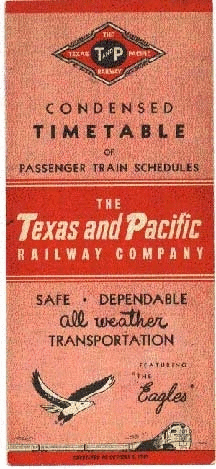 THE
TEXAS T AND P PACIFIC
RAILWAY
CONDENSED
TIMETABLE
OF
PASSENGER TRAIN SCHEDULES
THE
Texas and Pacific
RAILWAY COMPANY
SAFE · DEPENDABLE
all weather
TRANSPORTATION
FEATURING
"THE
Eagles"